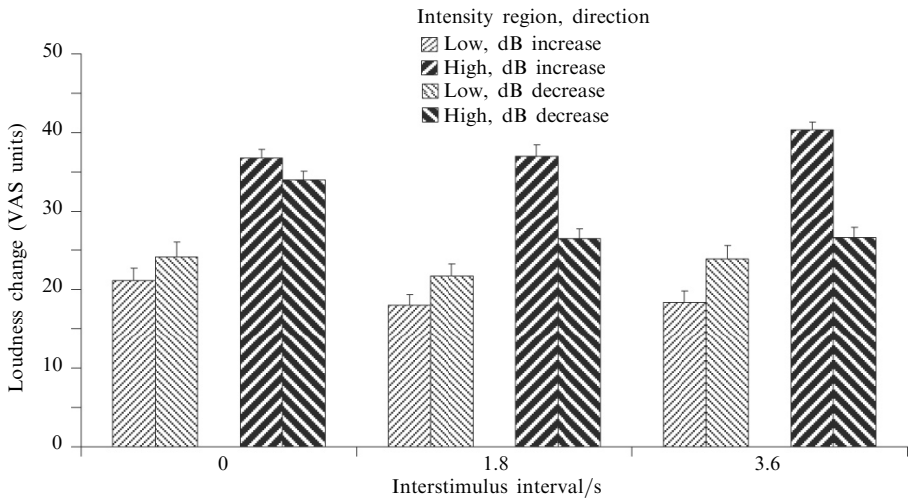 Intensity region, direction
Low, dB increase
High, dB increase
Low, dB decrease
High, dB decrease
Loudness change (VAS units)
50
40
30
20
10
0
0 1.8 3.6
Interstimulus interval/s